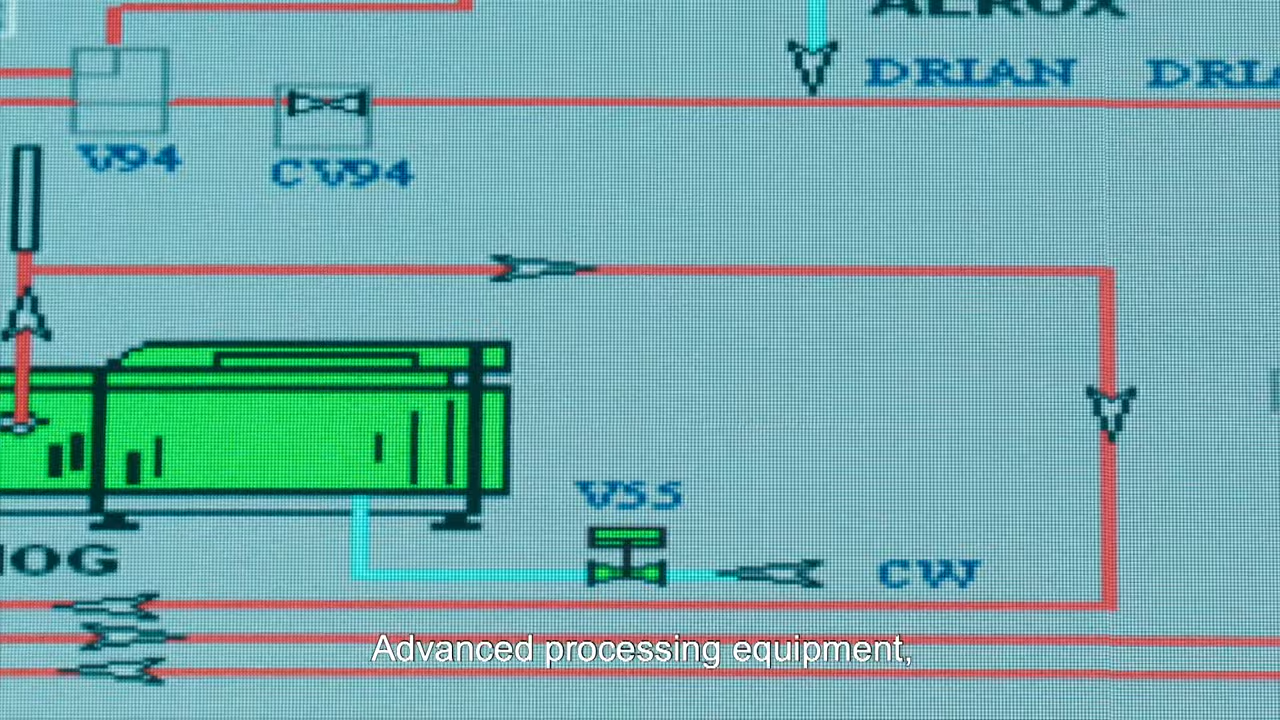 DRIAN
V94
CV94
V55
CW
Advanced processing equipment,